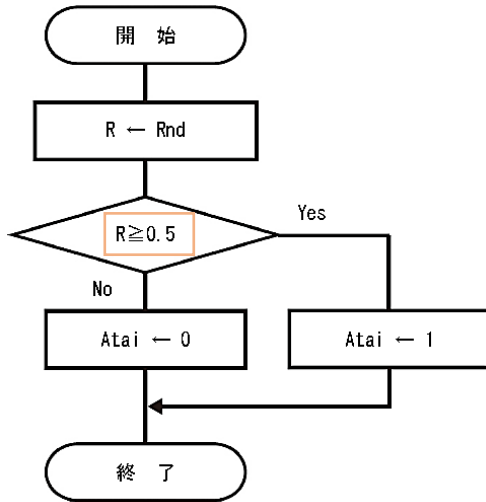 開 始
R ← Rnd
R≧0.5
Yes
No
Atai ← 0
Atai ← 1
終 了